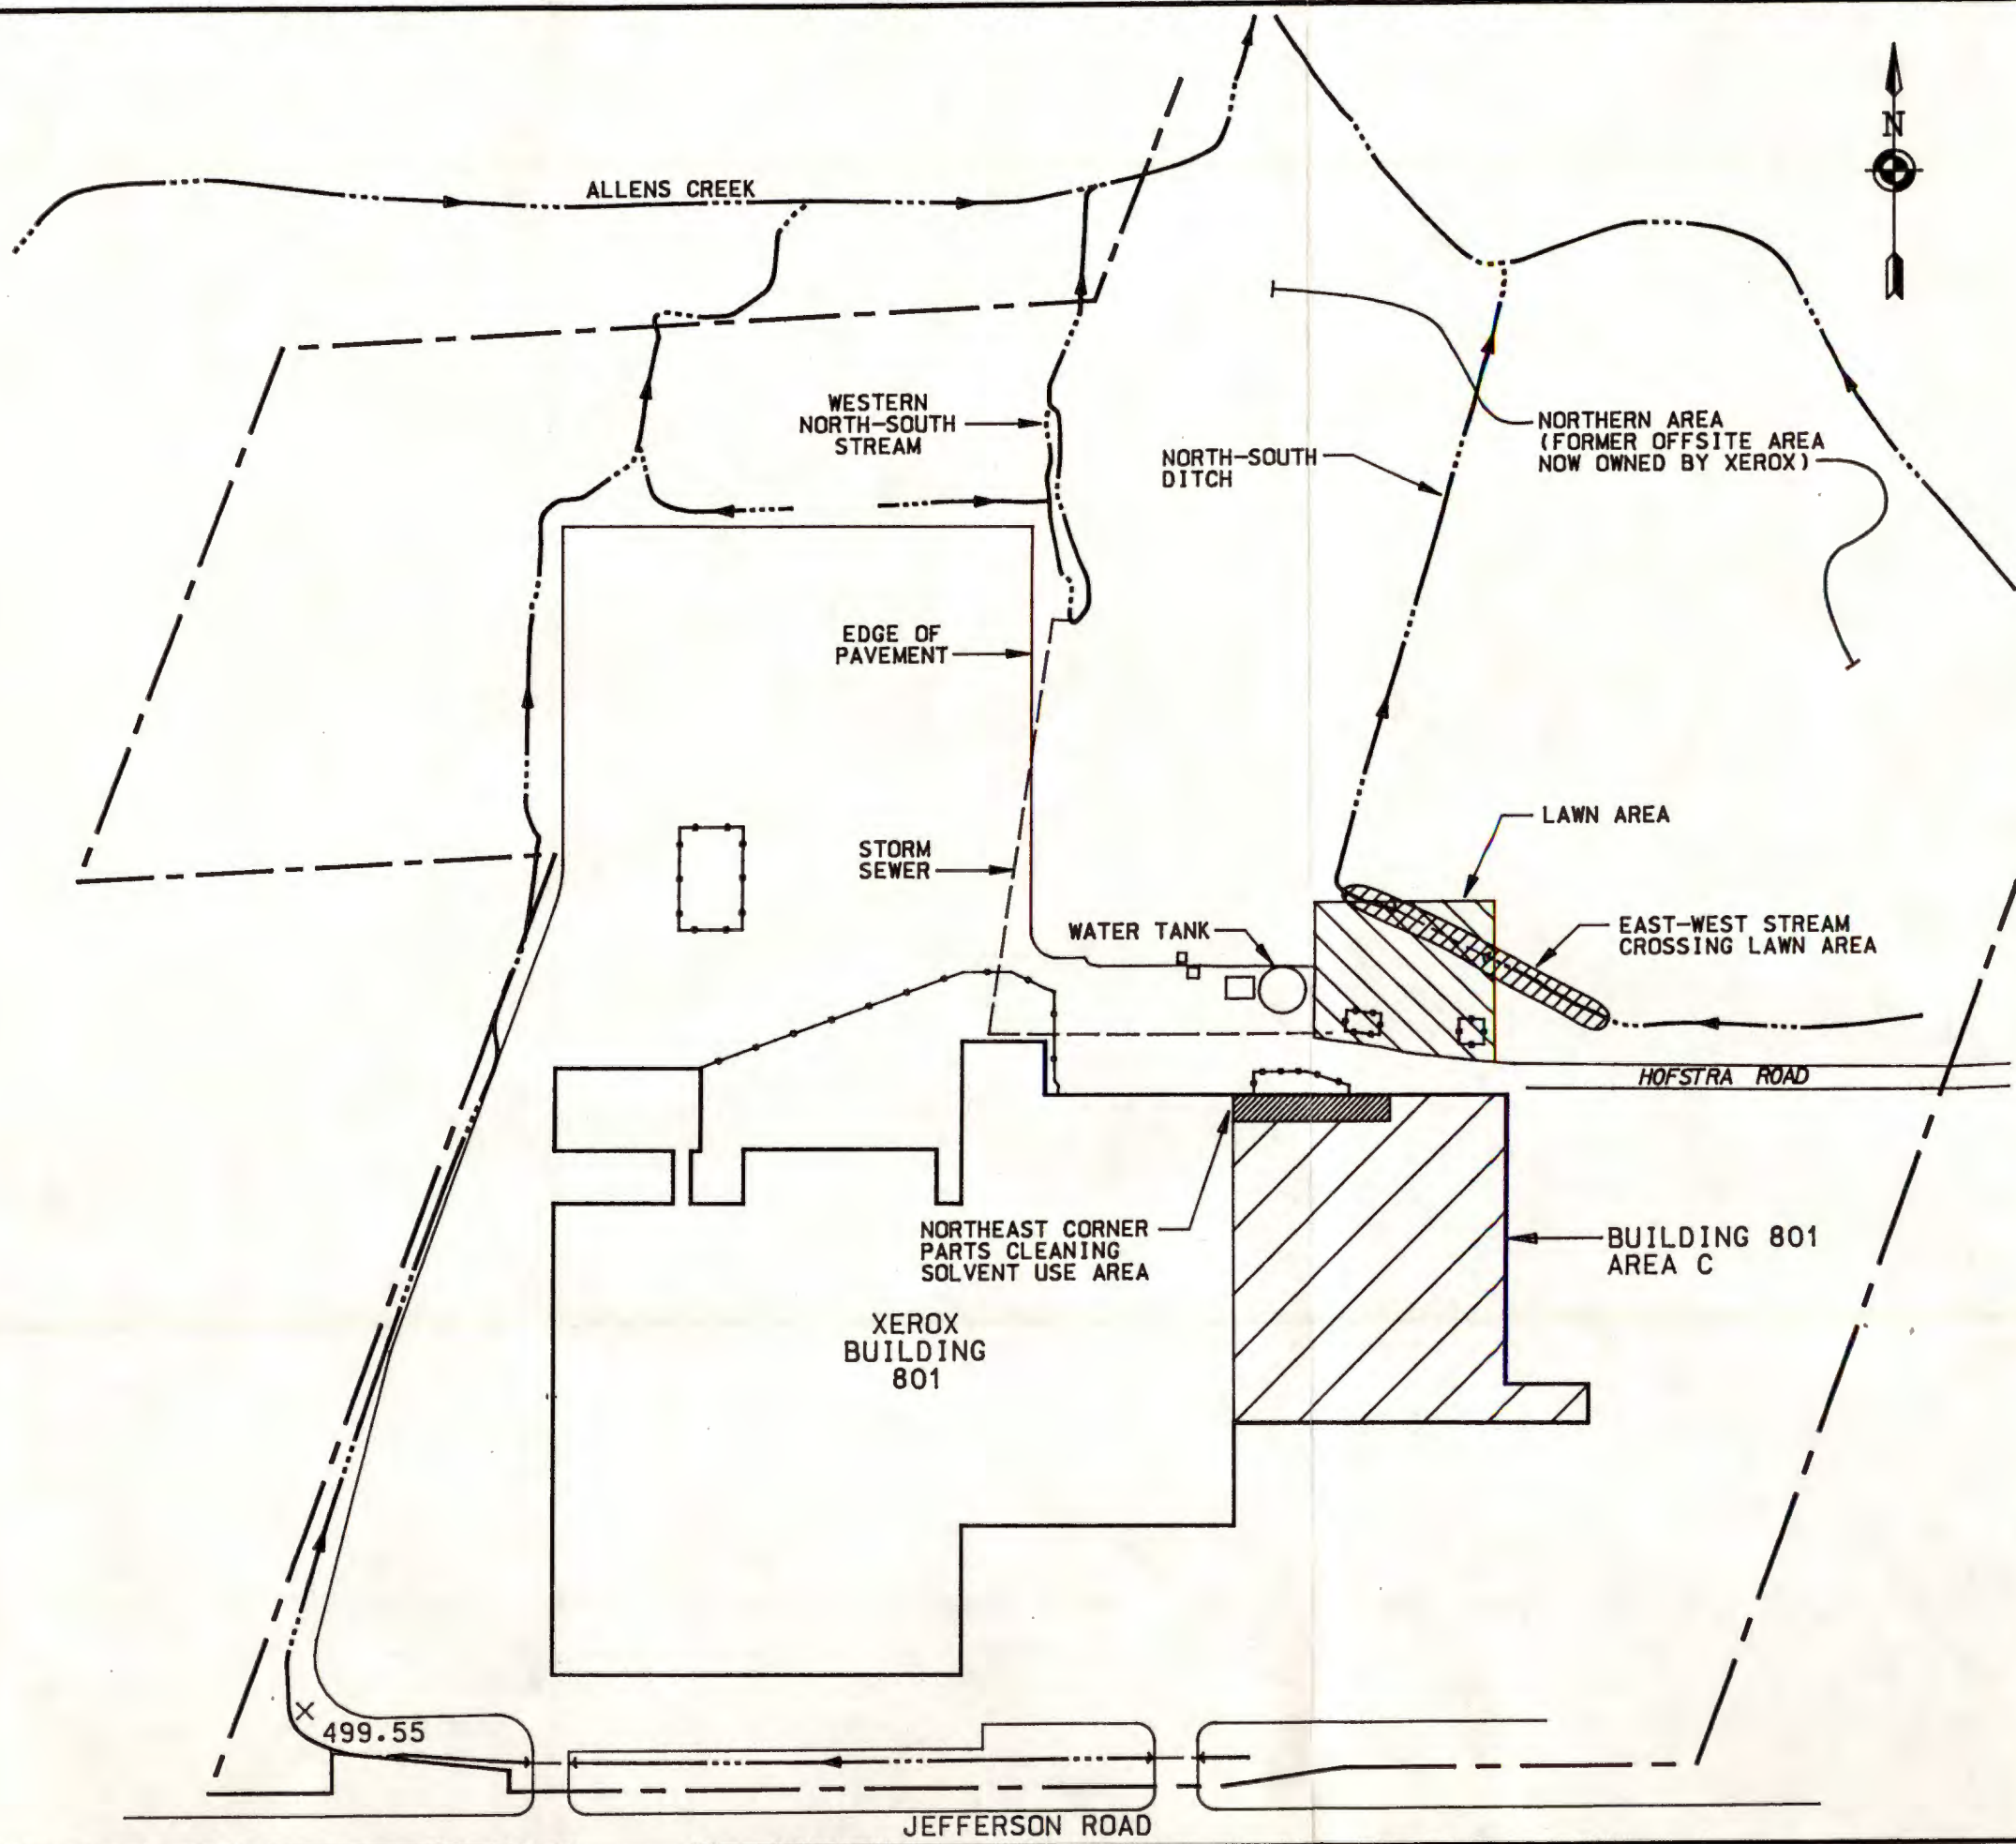 N
ALLENS CREEK
WESTERN
NORTH-SOUTH
STREAM
NORTH-SOUTH
DITCH
NORTHERN AREA
(FORMER OFFSITE AREA
NOW OWNED BY XEROX)
EDGE OF
PAVEMENT
LAWN AREA
STORM
SEWER
WATER TANK
EAST-WEST STREAM
CROSSING LAWN AREA
HOFSTRA ROAD
NORTHEAST CORNER
PARTS CLEANING
SOLVENT USE AREA
BUILDING 801
AREA C
XEROX
BUILDING
801
499.55
JEFFERSON ROAD